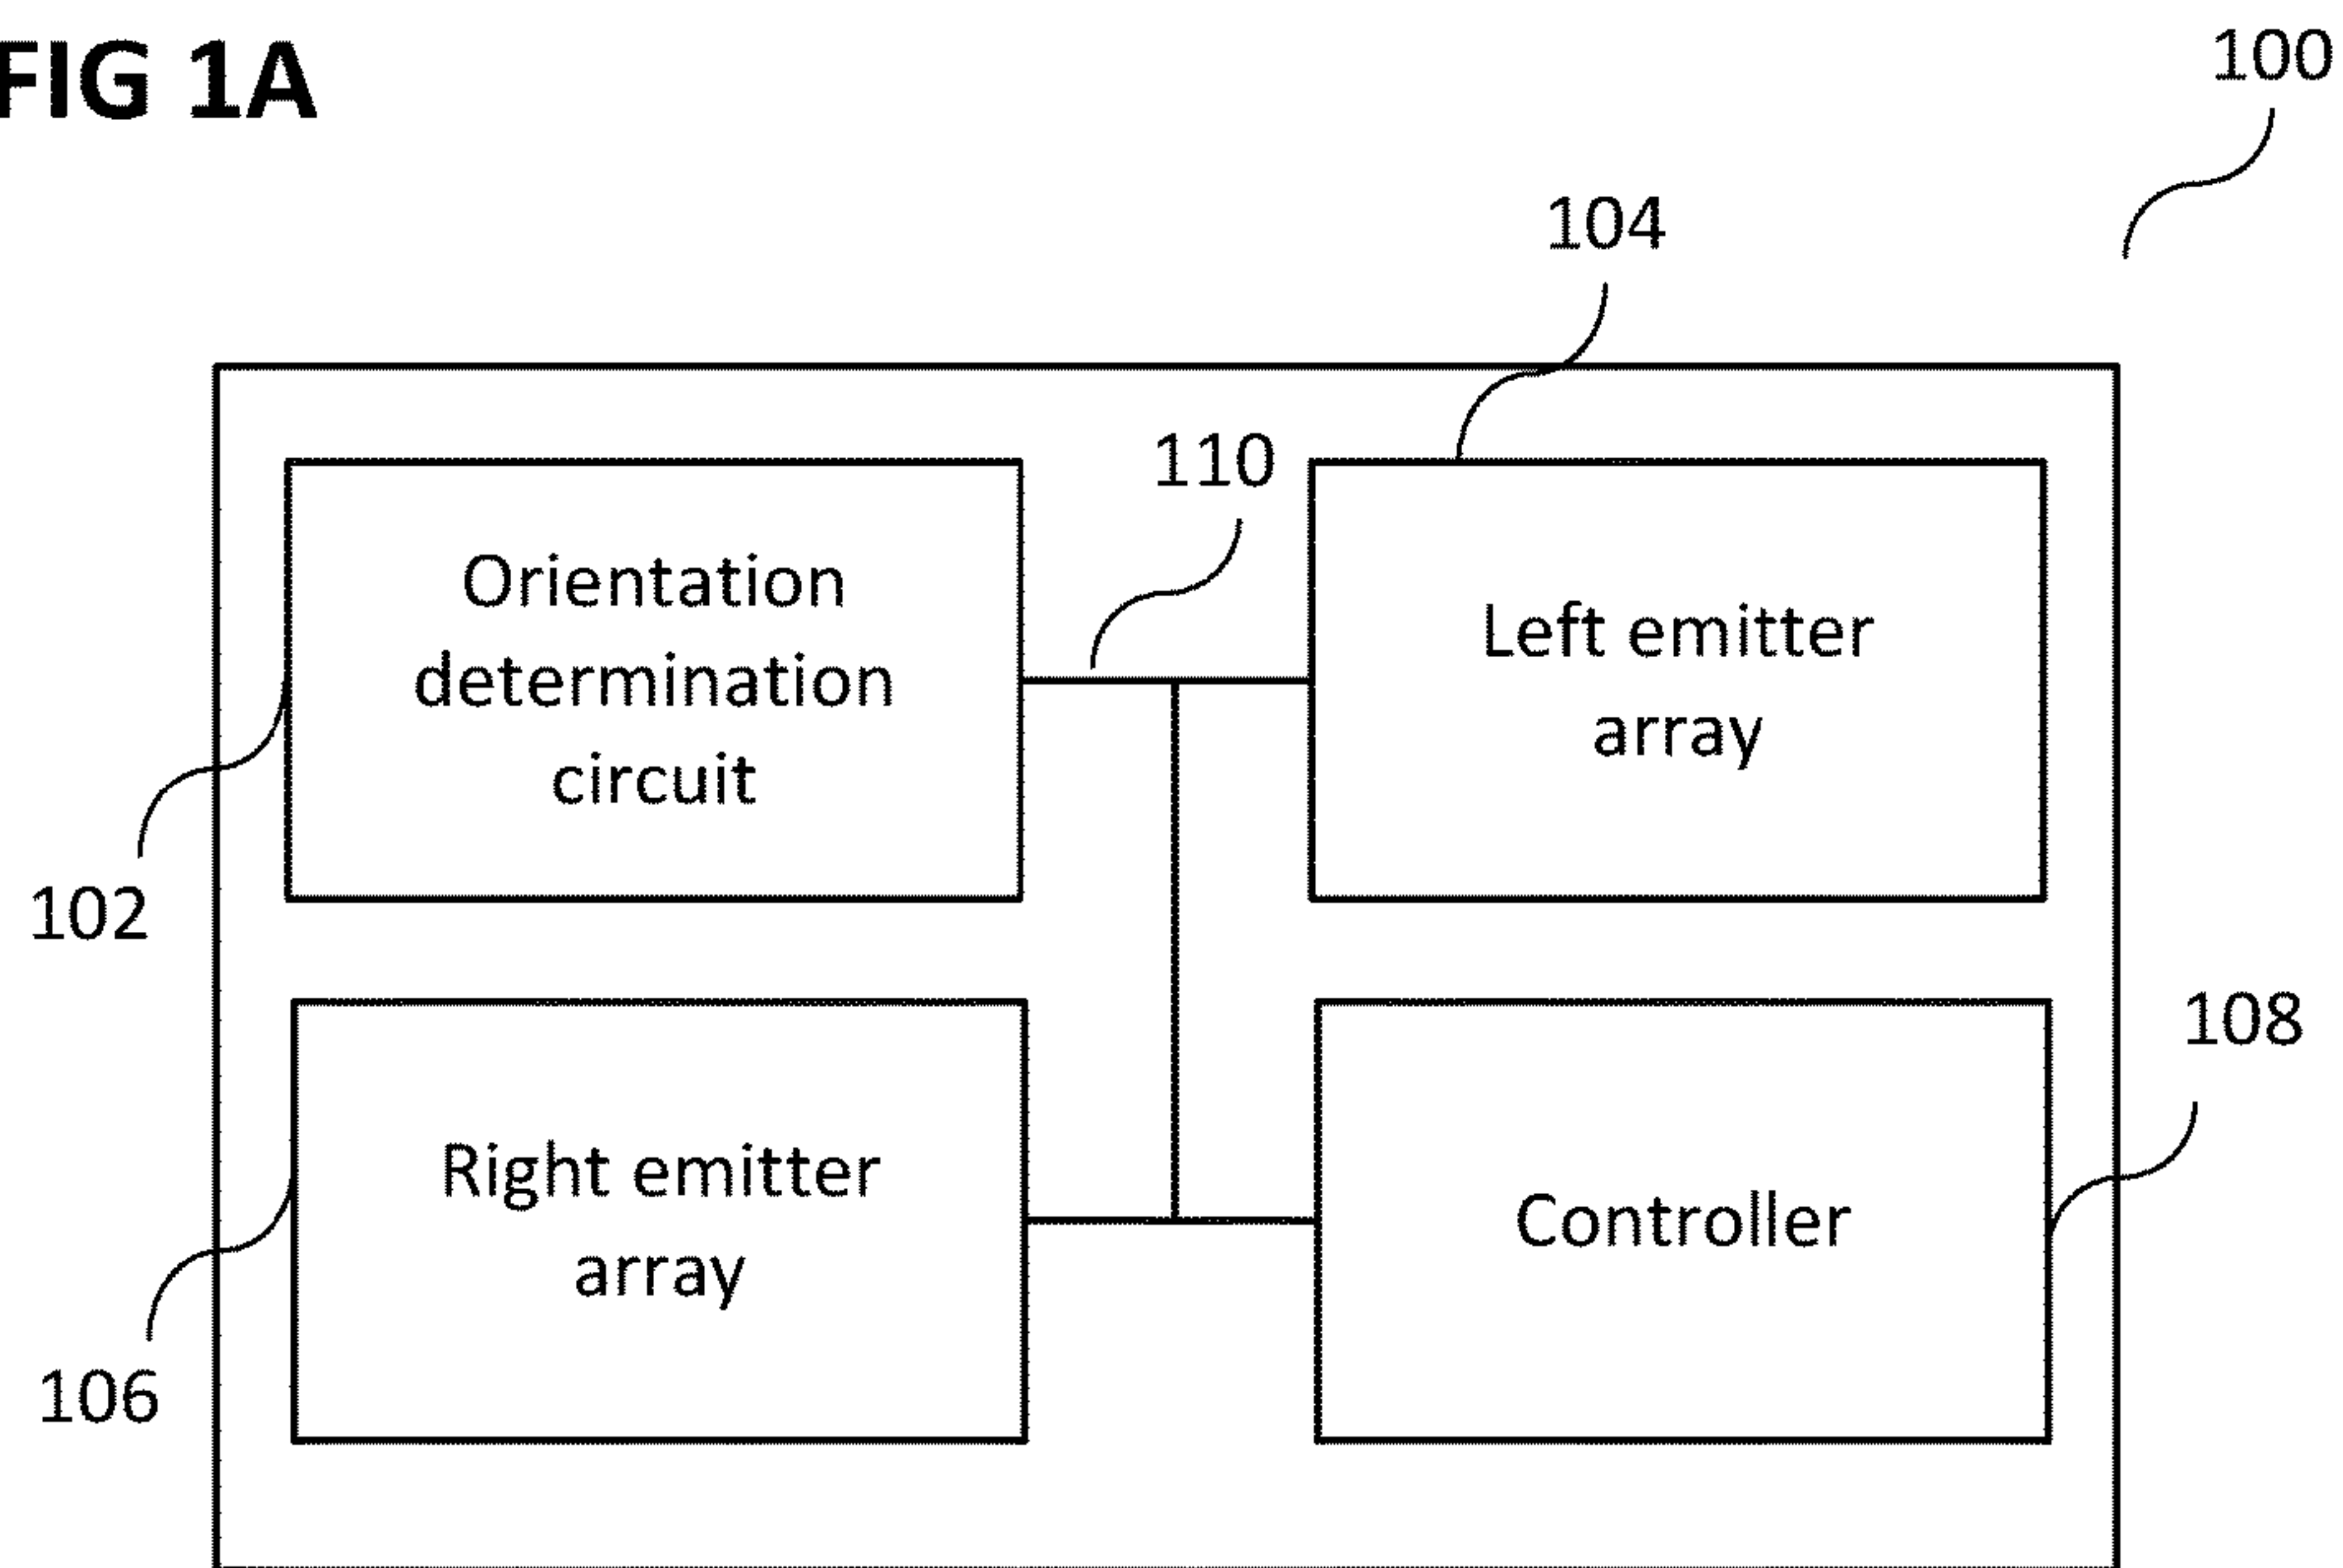 FIG 1A
100
104
110
Orientation
determination
circuit
Left emitter
array
102
108
Right emitter
array
Controller
106